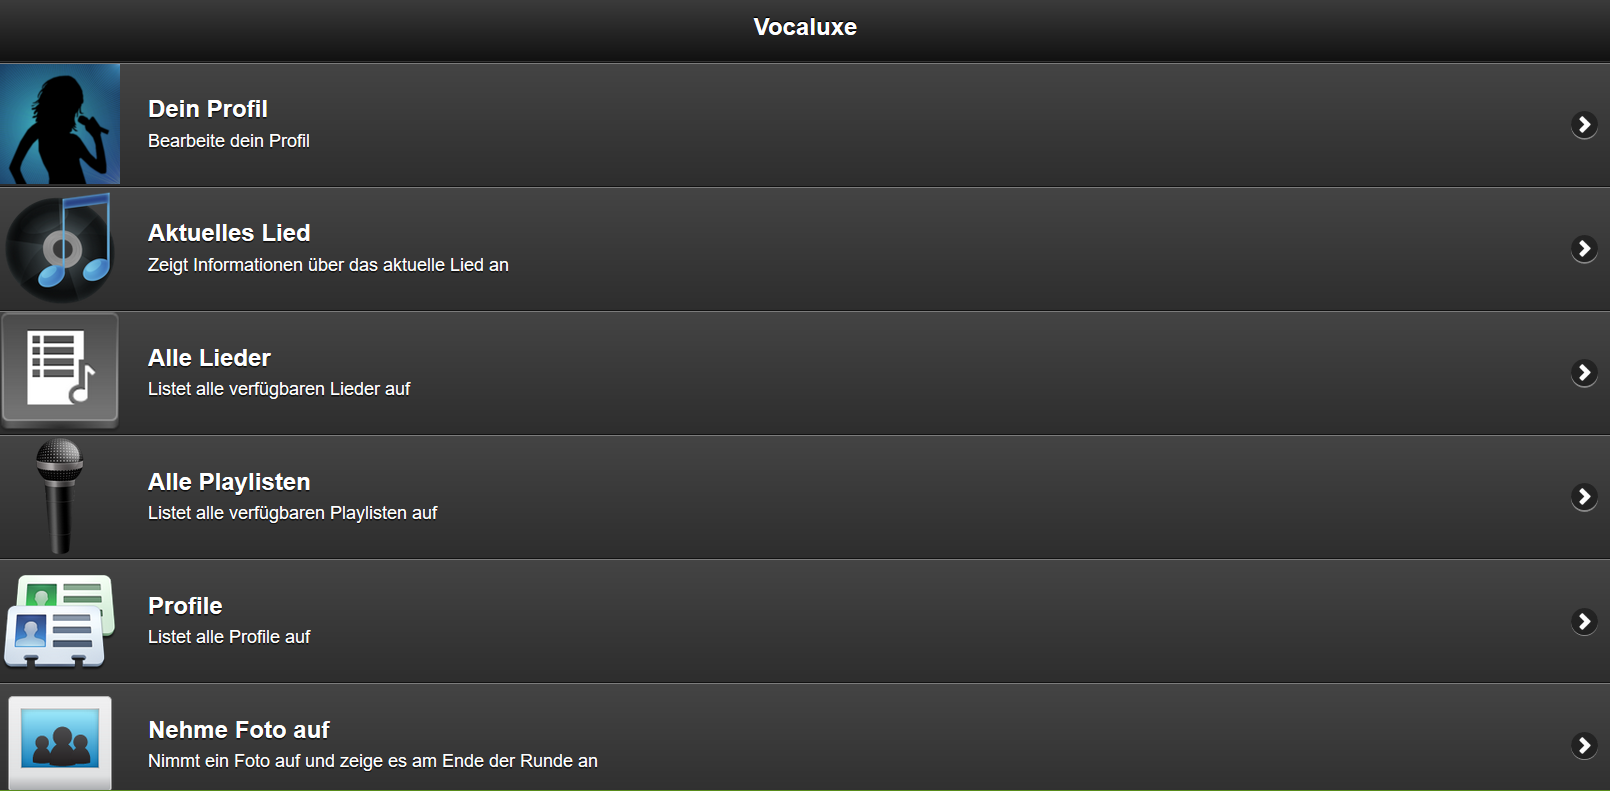 Vocaluxe
Dein Profil
Bearbeite dein Profil
Aktuelles Lied
Zeigt Informationen über das aktuelle Lied an
Alle Lieder
Listet alle verfügbaren Lieder auf
Alle Playlisten
Listet alle verfügbaren Playlisten auf
Profile
Listet alle Profile auf
Nehme Foto auf
Nimmt ein Foto auf und zeige es am Ende der Runde an